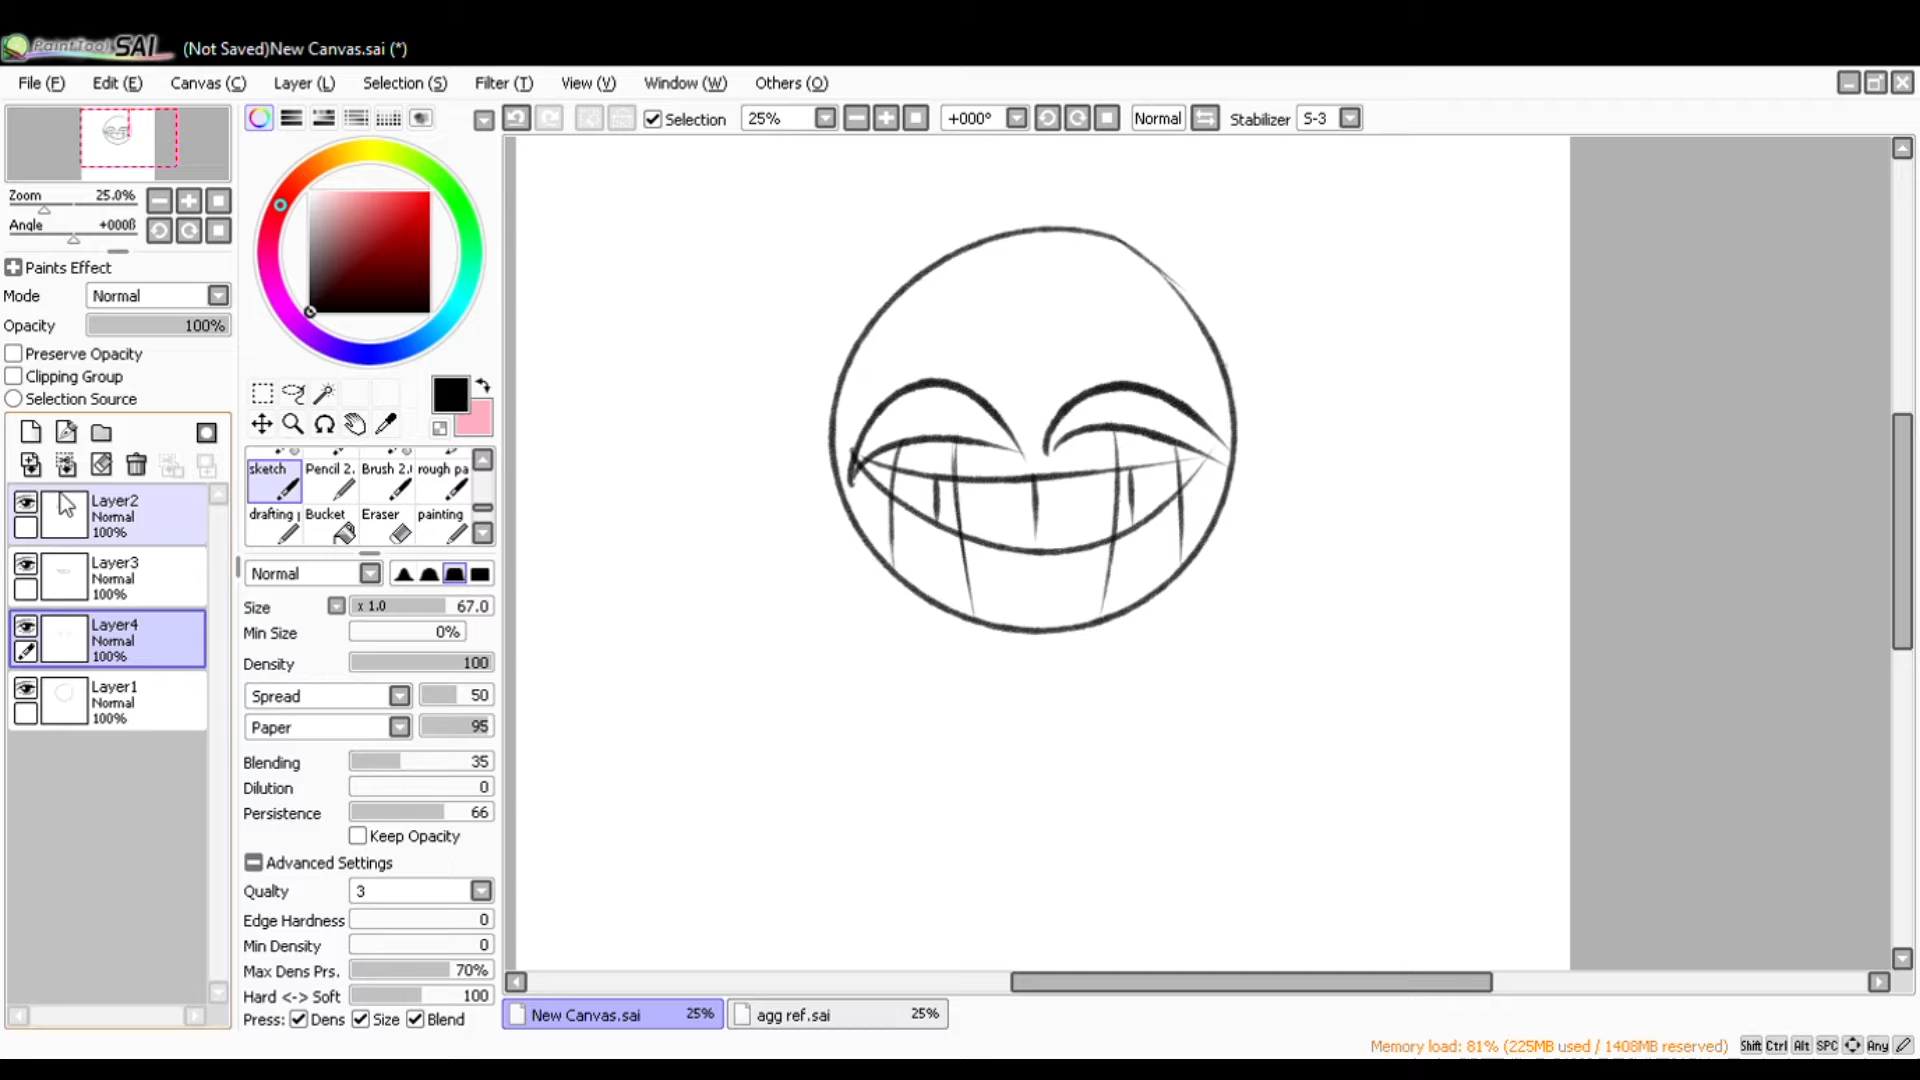 PaintTool SAI (Not Saved)New Canvas.sai (*)
File (F) Edit (E) Canvas (C) Layer (L) Selection (S) Filter (T) View (V) Window (W) Others (O)
Selection 25% +000° Normal Stabilizer S-3
Zoom 25.0%
Angle +000ß
Paints Effect
Mode Normal
Opacity 100%
Preserve Opacity
Clipping Group
Selection Source
Layer2
Normal
100%
Layer3
Normal
100%
Layer4
Normal
100%
Layer1
Normal
100%
sketch Pencil 2. Brush 2. rough pa
drafting Bucket Eraser painting
Normal
Size x 1.0 67.0
Min Size 0%
Density 100
Spread 50
Paper 95
Blending 35
Dilution 0
Persistence 66
Keep Opacity
Advanced Settings
Qualty 3
Edge Hardness 0
Min Density 0
Max Dens Prs. 70%
Hard <-> Soft 100
Press: Dens Size Blend
New Canvas.sai 25% agg ref.sai 25%
Memory load: 81% (225MB used / 1408MB reserved) Shift Ctrl Alt SPC Any